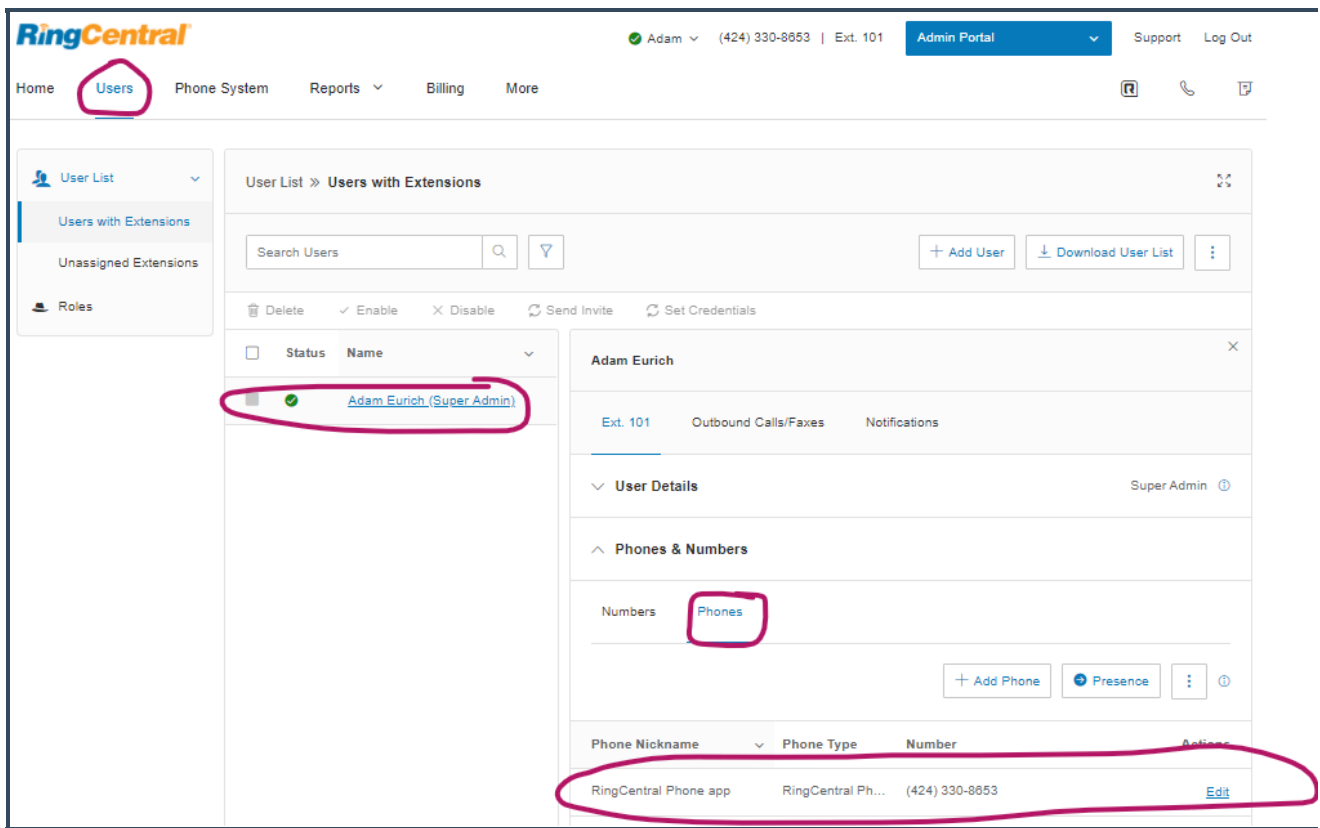 RingCentral
Adam (424) 330-8653 | Ext. 101 Admin Portal Support Log Out
Home Users Phone System Reports Billing More
User List
Users with Extensions
Unassigned Extensions
Roles
User List » Users with Extensions
Search Users
+ Add User Download User List
Delete Enable Disable Send Invite Set Credentials
Status Name
Adam Eurich (Super Admin)
Adam Eurich
Ext. 101 Outbound Calls/Faxes Notifications
User Details Super Admin
Phones & Numbers
Numbers Phones
+ Add Phone Presence
Phone Nickname Phone Type Number Actions
RingCentral Phone app RingCentral Ph... (424) 330-8653 Edit